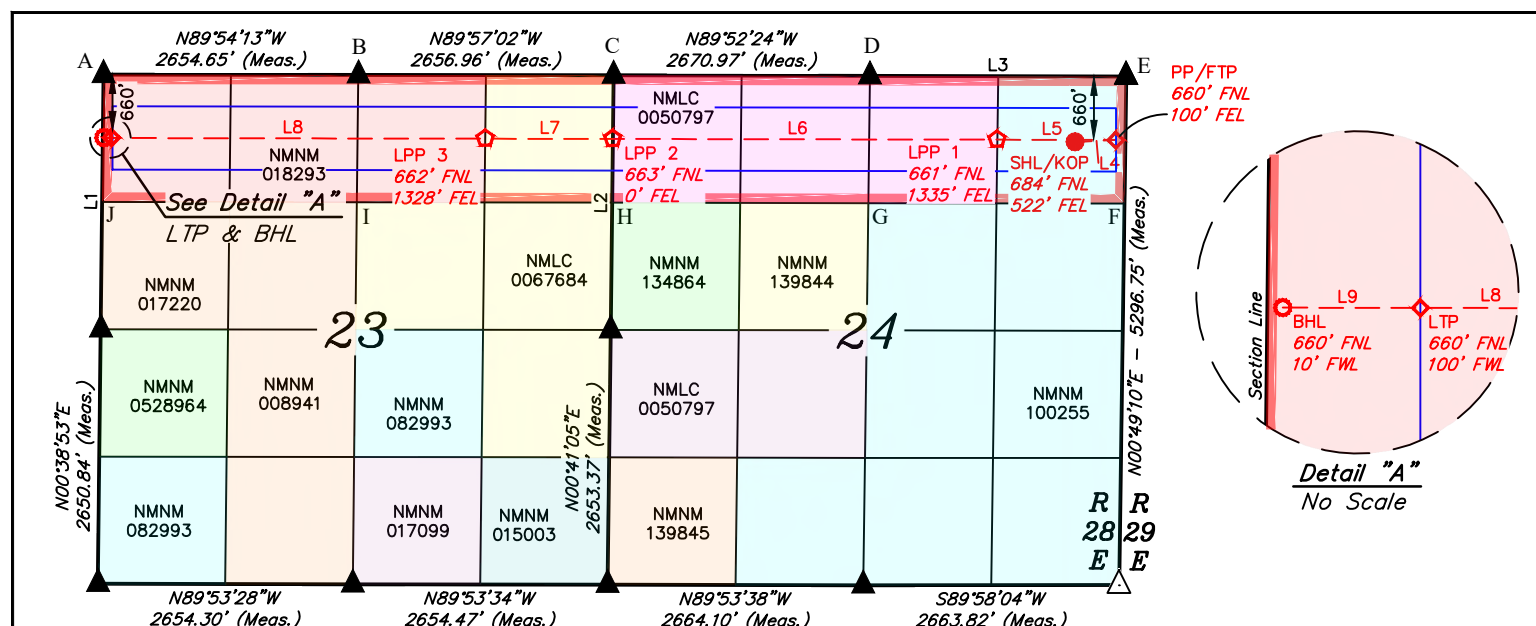 N89°54'13"W
2654.65' (Meas.)
N89°57'02"W
2656.96' (Meas.)
N89°52'24"W
2670.97' (Meas.)
A
B
C
D
L3
E
660'
660'
PP/FTP
660' FNL
100' FEL
NMLC
0050797
L8
L7
L6
L5
L4
NMNM
018293
LPP 3
662' FNL
1328' FEL
LPP 2
663' FNL
0' FEL
LPP 1
661' FNL
1335' FEL
SHL/KOP
684' FNL
522' FEL
See Detail "A"
LTP & BHL
L1
J
I
L2
H
G
F
NMNM
017220
NMLC
0067684
NMNM
134864
NMNM
139844
23
24
NMNM
0528964
NMNM
008941
NMNM
082993
NMLC
0050797
NMNM
100255
NMNM
082993
NMNM
017099
NMNM
015003
NMNM
139845
N00°38'53"E
2650.84' (Meas.)
N00°41'05"E
2653.37' (Meas.)
N00°49'10"E - 5296.75' (Meas.)
R R
28 29
E E
N89°53'28"W
2654.30' (Meas.)
N89°53'34"W
2654.47' (Meas.)
N89°53'38"W
2664.10' (Meas.)
S89°58'04"W
2663.82' (Meas.)
Section Line
L9
L8
BHL
660' FNL
10' FWL
LTP
660' FNL
100' FWL
Detail "A"
No Scale